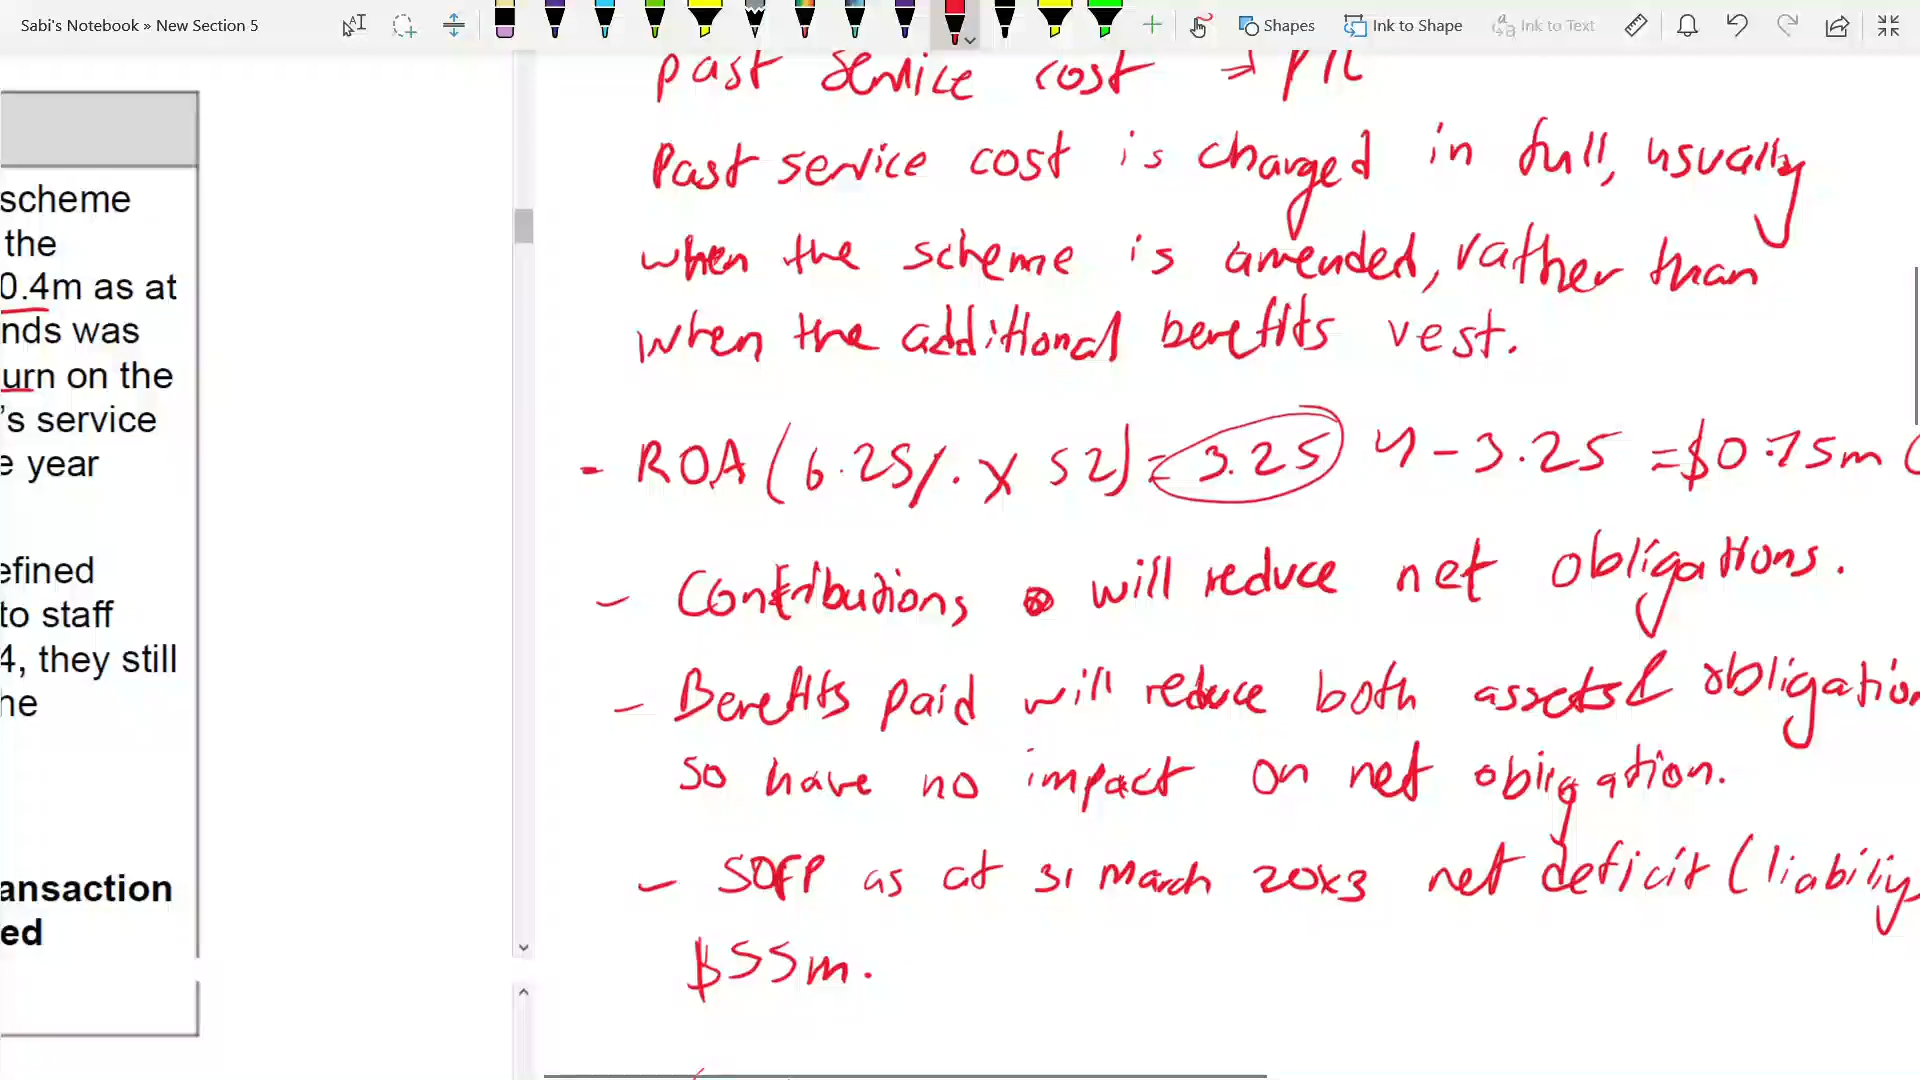 Sabi's Notebook » New Section 5
Shapes
Ink to Shape
Ink to Text
scheme
the
0.4m as at
nds was
urn on the
's service
e year
efined
to staff
4, they still
he
ansaction
ed
past service cost → P/L
Past service cost is charged in full, usually
when the scheme is amended, rather than
when the additional benefits vest.
- ROA (6.25% x 52) = 3.25 4 - 3.25 = $0.75m (
- Contributions will reduce net obligations.
- Benefits paid will reduce both assets & obligation
so have no impact on net obligation.
- SOFP as at 31 March 20x3 net deficit (liability
$55m.